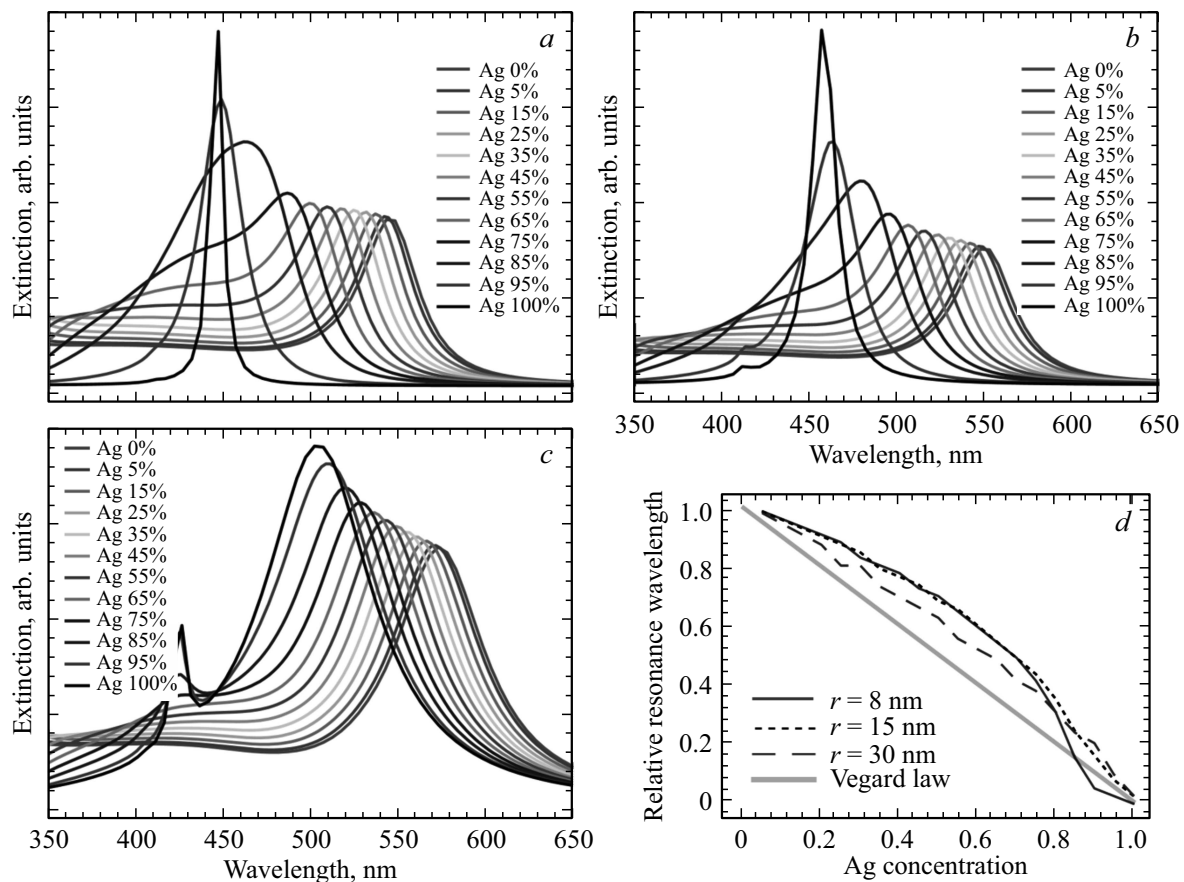 a
Extinction, arb. units
Ag 0%
Ag 5%
Ag 15%
Ag 25%
Ag 35%
Ag 45%
Ag 55%
Ag 65%
Ag 75%
Ag 85%
Ag 95%
Ag 100%
350 400 450 500 550 600 650
b
Extinction, arb. units
Ag 0%
Ag 5%
Ag 15%
Ag 25%
Ag 35%
Ag 45%
Ag 55%
Ag 65%
Ag 75%
Ag 85%
Ag 95%
Ag 100%
350 400 450 500 550 600 650
Wavelength, nm
c
Extinction, arb. units
Ag 0%
Ag 5%
Ag 15%
Ag 25%
Ag 35%
Ag 45%
Ag 55%
Ag 65%
Ag 75%
Ag 85%
Ag 95%
Ag 100%
350 400 450 500 550 600 650
Wavelength, nm
d
Relative resonance wavelength
1.0
0.8
0.6
0.4
0.2
0
r = 8 nm
r = 15 nm
r = 30 nm
Vegard law
0 0.2 0.4 0.6 0.8 1.0
Ag concentration